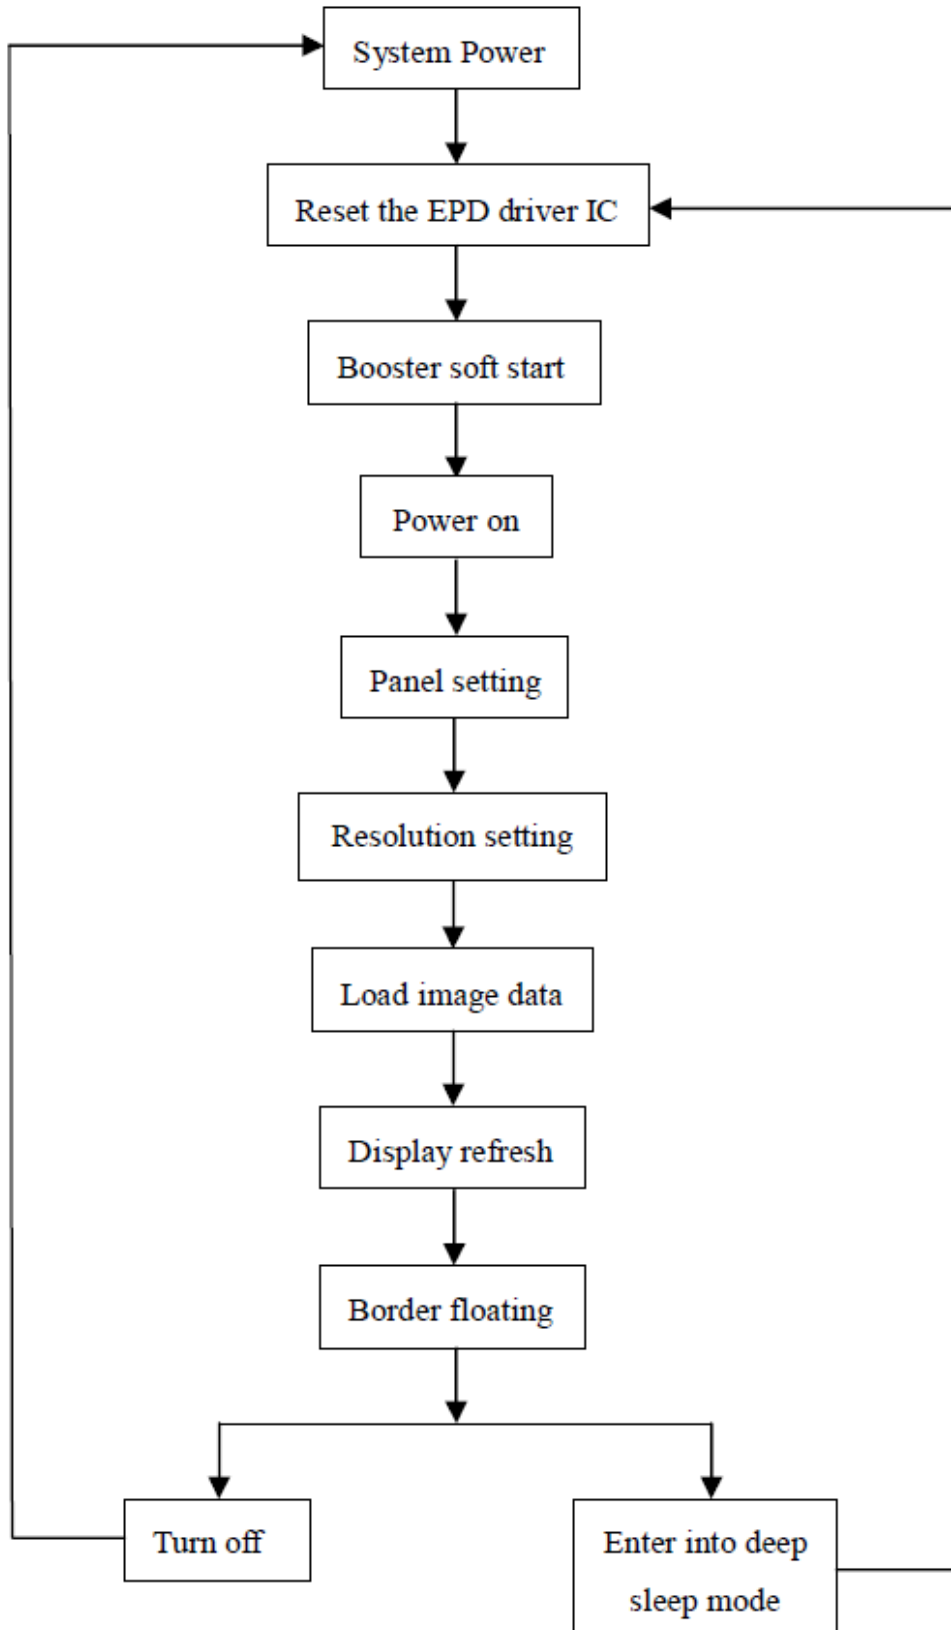 System Power
Reset the EPD driver IC
Booster soft start
Power on
Panel setting
Resolution setting
Load image data
Display refresh
Border floating
Turn off
Enter into deep
sleep mode